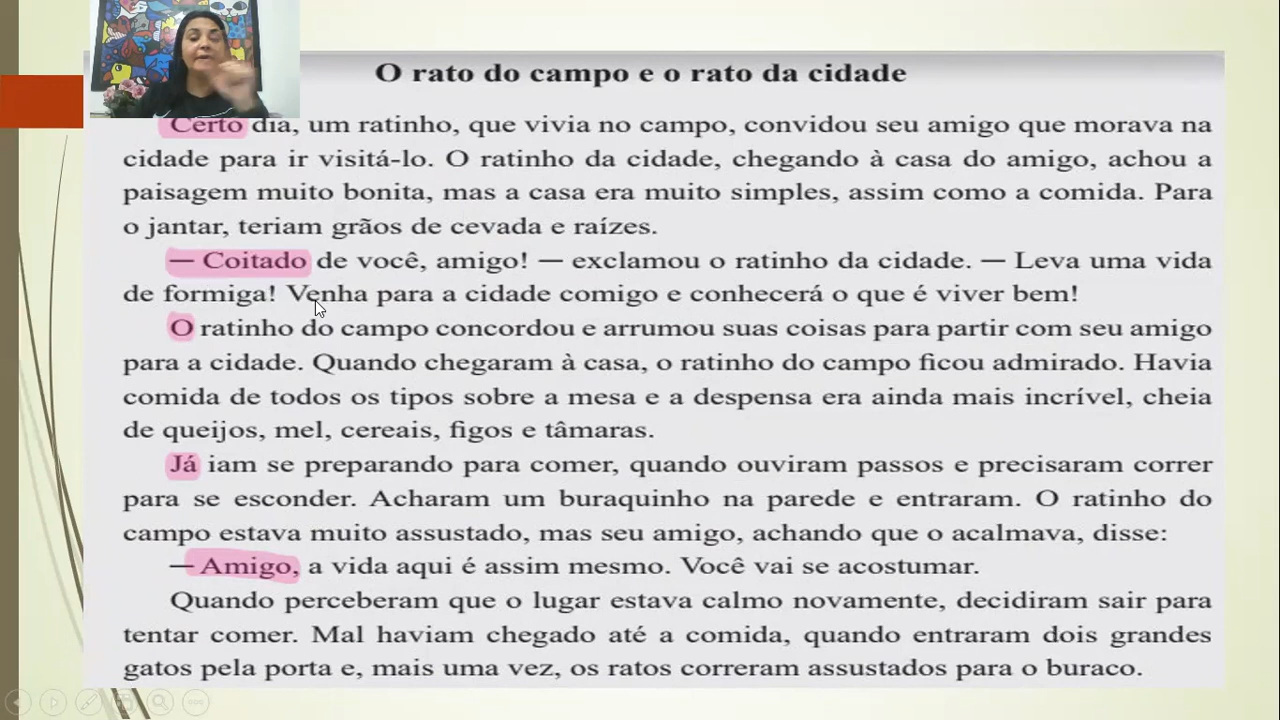 O rato do campo e o rato da cidade
Certo dia, um ratinho, que vivia no campo, convidou seu amigo que morava na
cidade para ir visitá-lo. O ratinho da cidade, chegando à casa do amigo, achou a
paisagem muito bonita, mas a casa era muito simples, assim como a comida. Para
o jantar, teriam grãos de cevada e raízes.
— Coitado de você, amigo! — exclamou o ratinho da cidade. — Leva uma vida
de formiga! Venha para a cidade comigo e conhecerá o que é viver bem!
O ratinho do campo concordou e arrumou suas coisas para partir com seu amigo
para a cidade. Quando chegaram à casa, o ratinho do campo ficou admirado. Havia
comida de todos os tipos sobre a mesa e a despensa era ainda mais incrível, cheia
de queijos, mel, cereais, figos e tâmaras.
Já iam se preparando para comer, quando ouviram passos e precisaram correr
para se esconder. Acharam um buraquinho na parede e entraram. O ratinho do
campo estava muito assustado, mas seu amigo, achando que o acalmava, disse:
— Amigo, a vida aqui é assim mesmo. Você vai se acostumar.
Quando perceberam que o lugar estava calmo novamente, decidiram sair para
tentar comer. Mal haviam chegado até a comida, quando entraram dois grandes
gatos pela porta e, mais uma vez, os ratos correram assustados para o buraco.